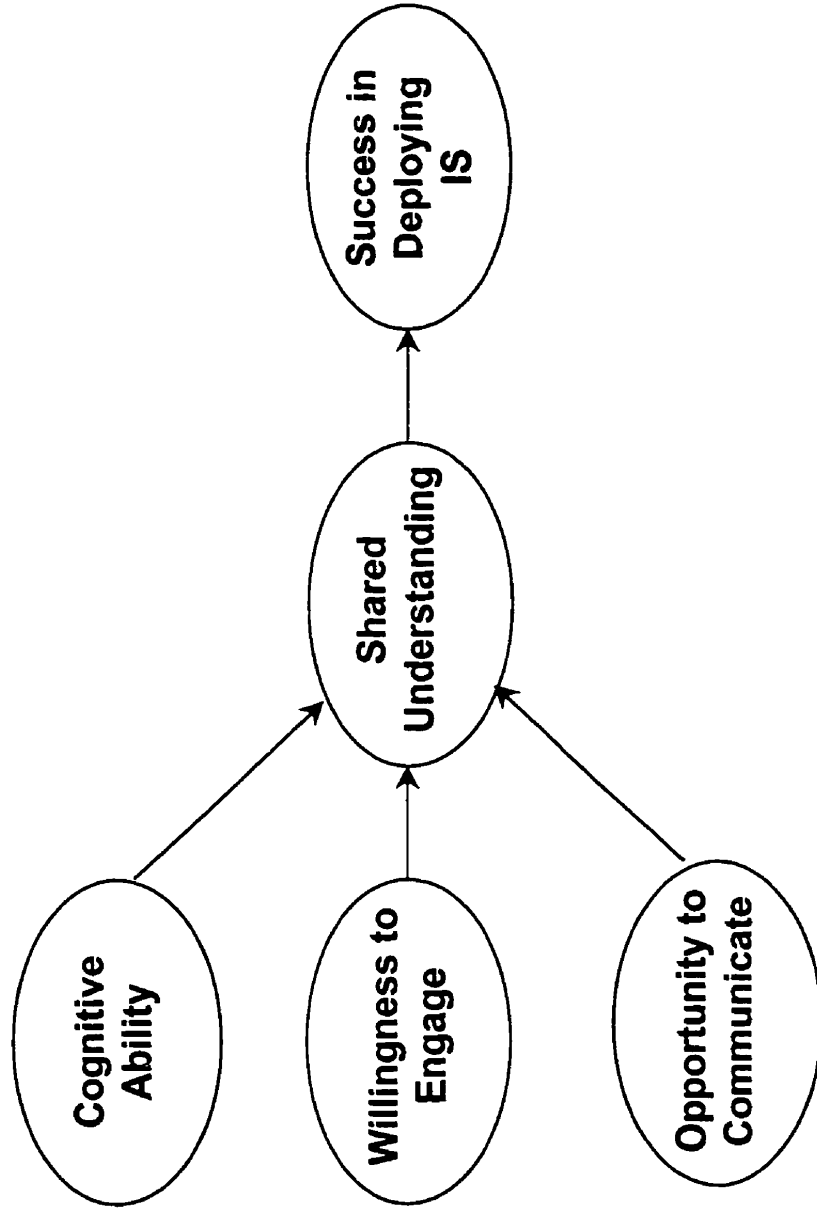 Cognitive
Ability
Willingness to
Engage
Opportunity to
Communicate
Shared
Understanding
Success in
Deploying
IS